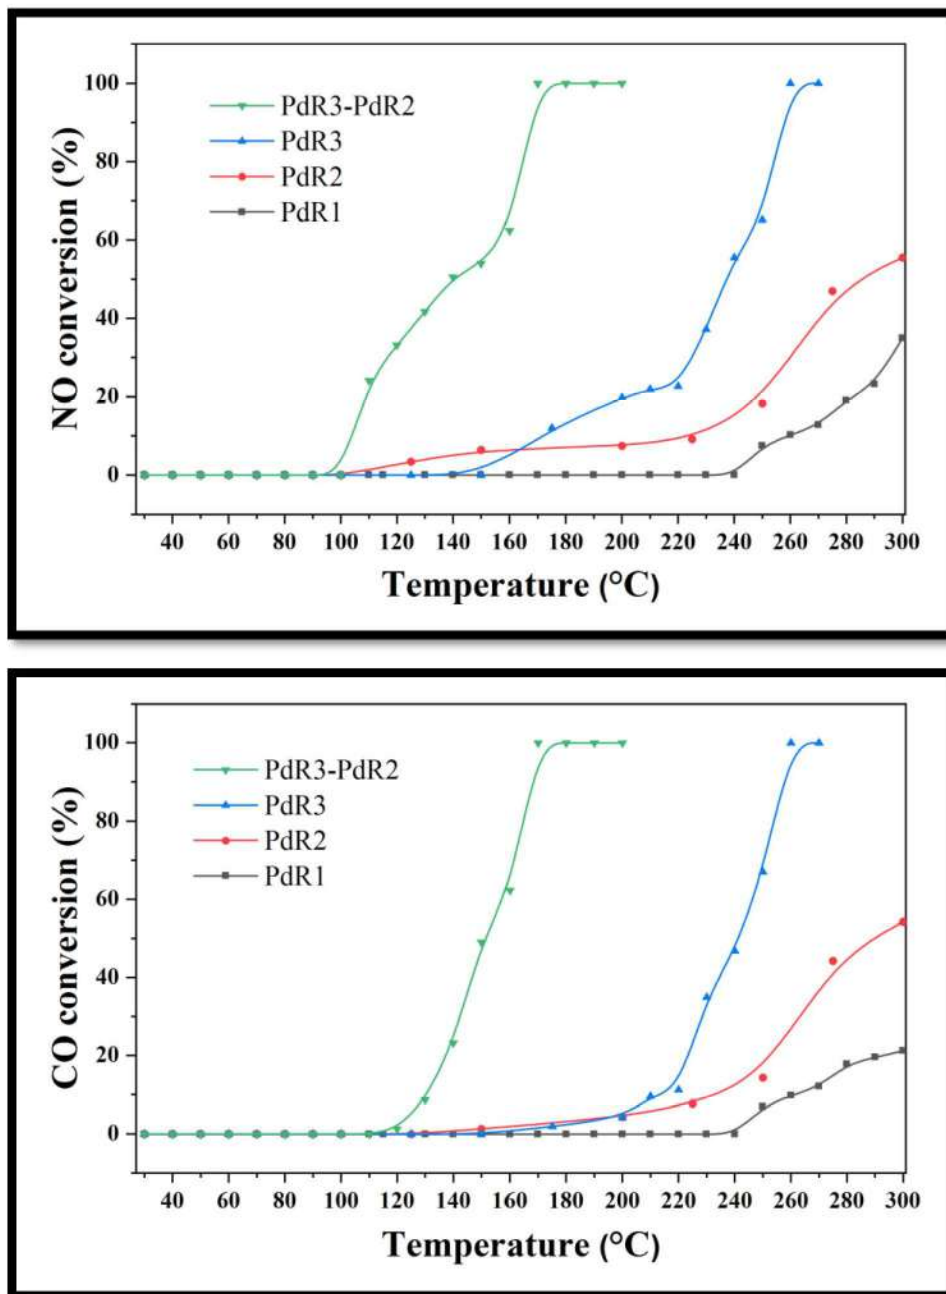 100
80
60
40
20
0
NO conversion (%)
PdR3-PdR2
PdR3
PdR2
PdR1
40 60 80 100 120 140 160 180 200 220 240 260 280 300
Temperature (°C)
100
80
60
40
20
0
CO conversion (%)
PdR3-PdR2
PdR3
PdR2
PdR1
40 60 80 100 120 140 160 180 200 220 240 260 280 300
Temperature (°C)